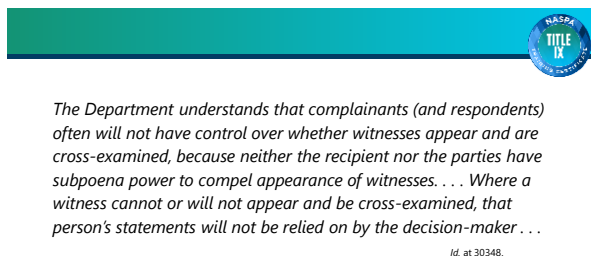 NASPA
TITLE
IX
TRAINING CERTIFICATE
The Department understands that complainants (and respondents)
often will not have control over whether witnesses appear and are
cross-examined, because neither the recipient nor the parties have
subpoena power to compel appearance of witnesses. . . . Where a
witness cannot or will not appear and be cross-examined, that
person’s statements will not be relied on by the decision-maker . . .
Id. at 30348.